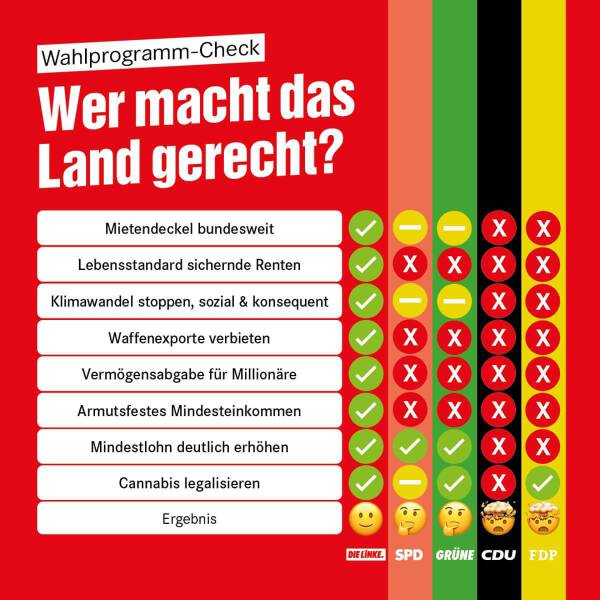 Wahlprogramm-Check
Wer macht das
Land gerecht?
Mietendeckel bundesweit
X X
Lebensstandard sichernde Renten
X X X X
Klimawandel stoppen, sozial & konsequent
X X
Waffenexporte verbieten
X X X X
Vermögensabgabe für Millionäre
X X X X
Armutsfestes Mindesteinkommen
X X X X
Mindestlohn deutlich erhöhen
X X
Cannabis legalisieren
X
Ergebnis
DIE LINKE. SPD GRÜNE CDU FDP